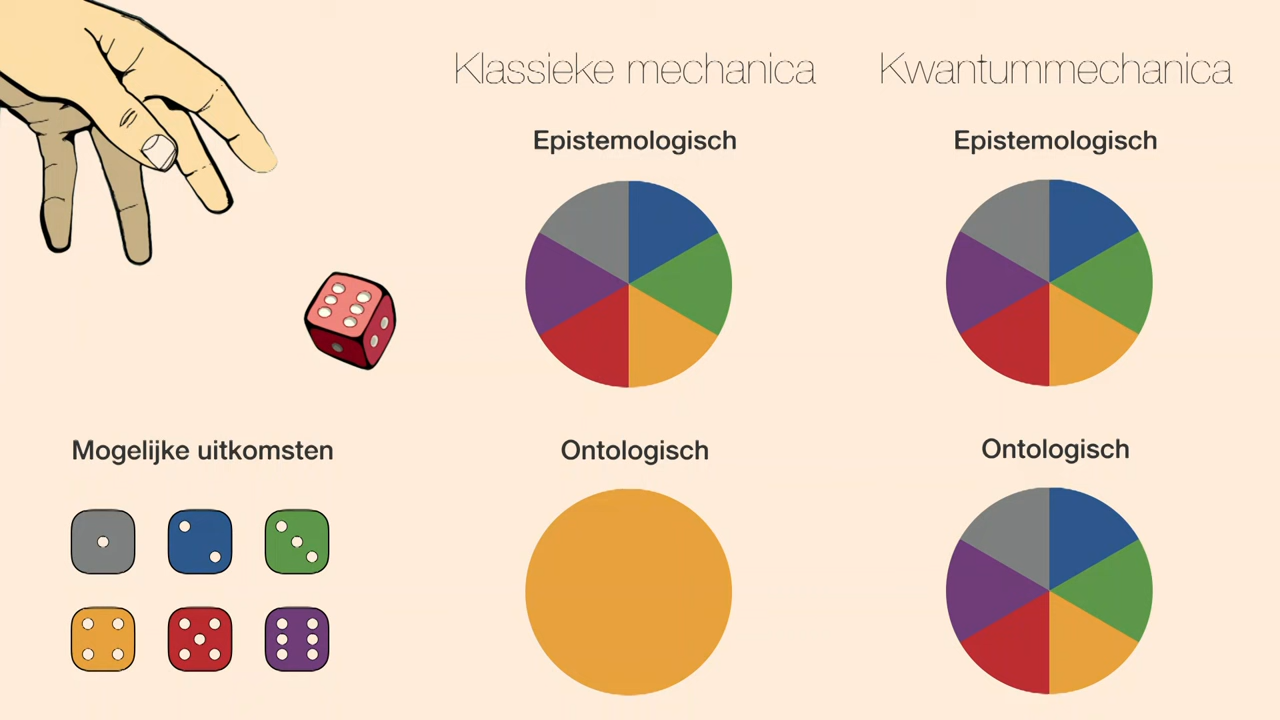 Klassieke mechanica
Kwantummechanica
Epistemologisch
Epistemologisch
Mogelijke uitkomsten
Ontologisch
Ontologisch